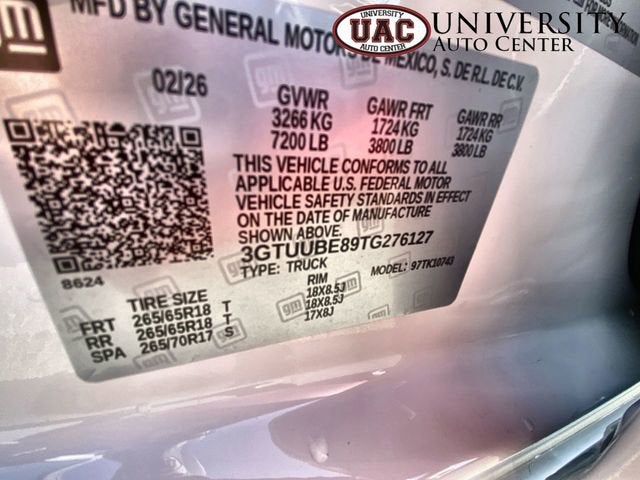 MFD BY GENERAL MOTORS DE MEXICO, S. DE R.L. DE C.V.
UNIVERSITY
UAC
AUTO CENTER
UNIVERSITY
AUTO CENTER
gm
02/26
GVWR
3266 KG
7200 LB
GAWR FRT
1724 KG
3800 LB
GAWR RR
1724 KG
3800 LB
THIS VEHICLE CONFORMS TO ALL
APPLICABLE U.S. FEDERAL MOTOR
VEHICLE SAFETY STANDARDS IN EFFECT
ON THE DATE OF MANUFACTURE
SHOWN ABOVE.
3GTUUBE89TG276127
TYPE: TRUCK
MODEL: 97TK10743
8624
TIRE SIZE
RIM
FRT 265/65R18 T 18X8.5J
RR 265/65R18 T 18X8.5J
SPA 265/70R17 S 17X8J